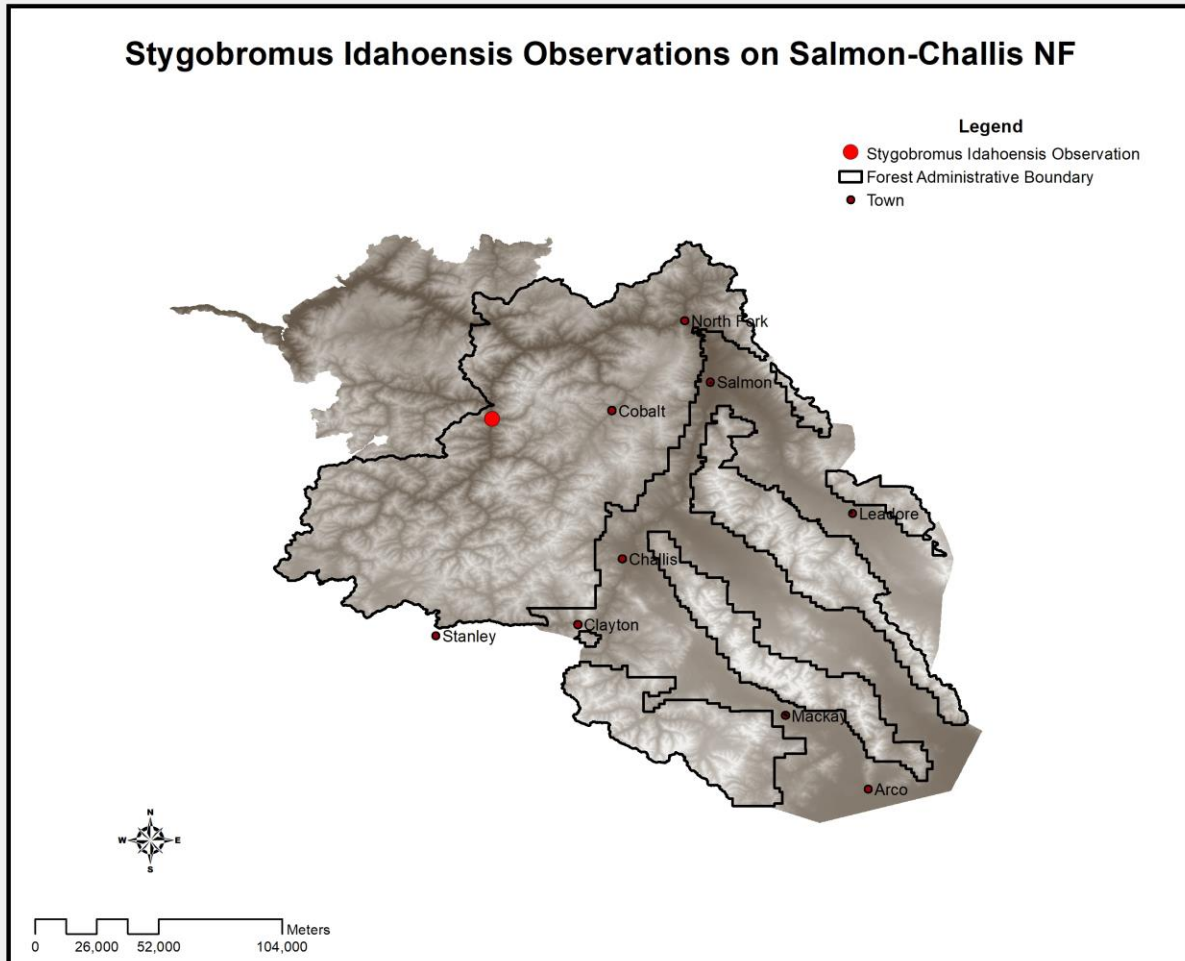 Stygobromus Idahoensis Observations on Salmon-Challis NF
Legend
Stygobromus Idahoensis Observation
Forest Administrative Boundary
Town
North Fork
Salmon
Cobalt
Leadore
Challis
Clayton
Stanley
Mackay
Arco
N
W E
S
Meters
0 26,000 52,000 104,000